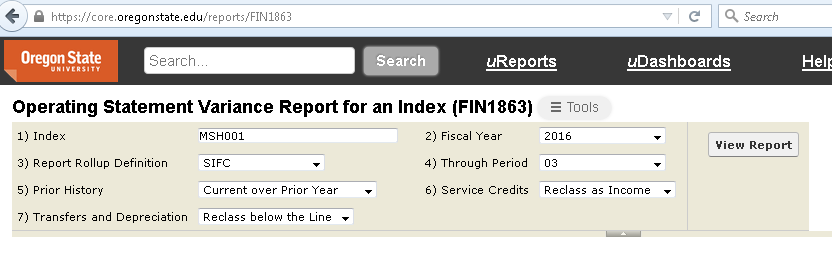 https://core.oregonstate.edu/reports/FIN1863 Search
Oregon State
UNIVERSITY
Search... Search uReports uDashboards Help
Operating Statement Variance Report for an Index (FIN1863) Tools
1) Index MSH001 2) Fiscal Year 2016 View Report
3) Report Rollup Definition SIFC 4) Through Period 03
5) Prior History Current over Prior Year 6) Service Credits Reclass as Income
7) Transfers and Depreciation Reclass below the Line